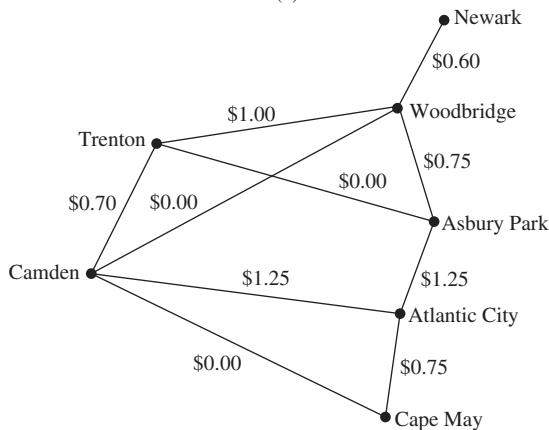 Newark
$0.60
Woodbridge
$1.00
Trenton
$0.75
$0.70
$0.00
$0.00
Asbury Park
Camden
$1.25
$1.25
Atlantic City
$0.00
$0.75
Cape May